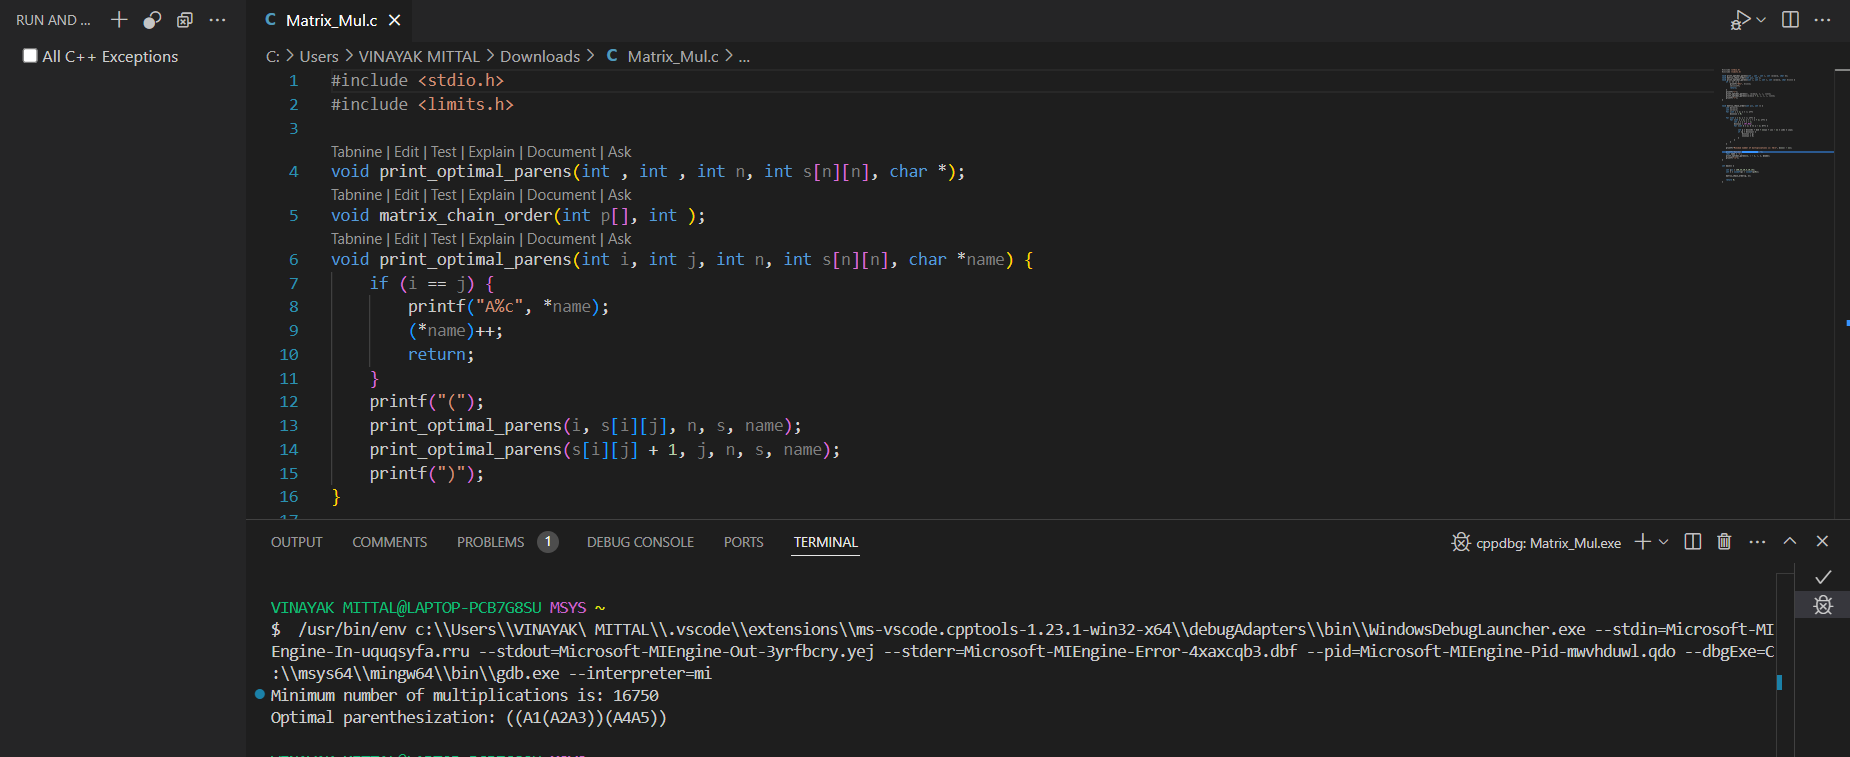 RUN AND ...
All C++ Exceptions
C Matrix_Mul.c
C: > Users > VINAYAK MITTAL > Downloads > C Matrix_Mul.c > ...
1 #include <stdio.h>
2 #include <limits.h>
3
Tabnine | Edit | Test | Explain | Document | Ask
4 void print_optimal_parens(int , int , int n, int s[n][n], char *);
Tabnine | Edit | Test | Explain | Document | Ask
5 void matrix_chain_order(int p[], int );
Tabnine | Edit | Test | Explain | Document | Ask
6 void print_optimal_parens(int i, int j, int n, int s[n][n], char *name) {
7 if (i == j) {
8 printf("A%c", *name);
9 (*name)++;
10 return;
11 }
12 printf("(");
13 print_optimal_parens(i, s[i][j], n, s, name);
14 print_optimal_parens(s[i][j] + 1, j, n, s, name);
15 printf(")");
16 }
17
OUTPUT COMMENTS PROBLEMS 1 DEBUG CONSOLE PORTS TERMINAL
cppdbg: Matrix_Mul.exe
VINAYAK MITTAL@LAPTOP-PCB7G8SU MSYS ~
$ /usr/bin/env c:\\Users\\VINAYAK\ MITTAL\\.vscode\\extensions\\ms-vscode.cpptools-1.23.1-win32-x64\\debugAdapters\\bin\\WindowsDebugLauncher.exe --stdin=Microsoft-MI
Engine-In-uquqsyfa.rru --stdout=Microsoft-MIEngine-Out-3yrfbcry.yej --stderr=Microsoft-MIEngine-Error-4xaxcqb3.dbf --pid=Microsoft-MIEngine-Pid-mwvhduwl.qdo --dbgExe=C
:\\msys64\\mingw64\\bin\\gdb.exe --interpreter=mi
Minimum number of multiplications is: 16750
Optimal parenthesization: ((A1(A2A3))(A4A5))
VINAYAK MITTAL@LAPTOP-PCB7G8SU MSYS